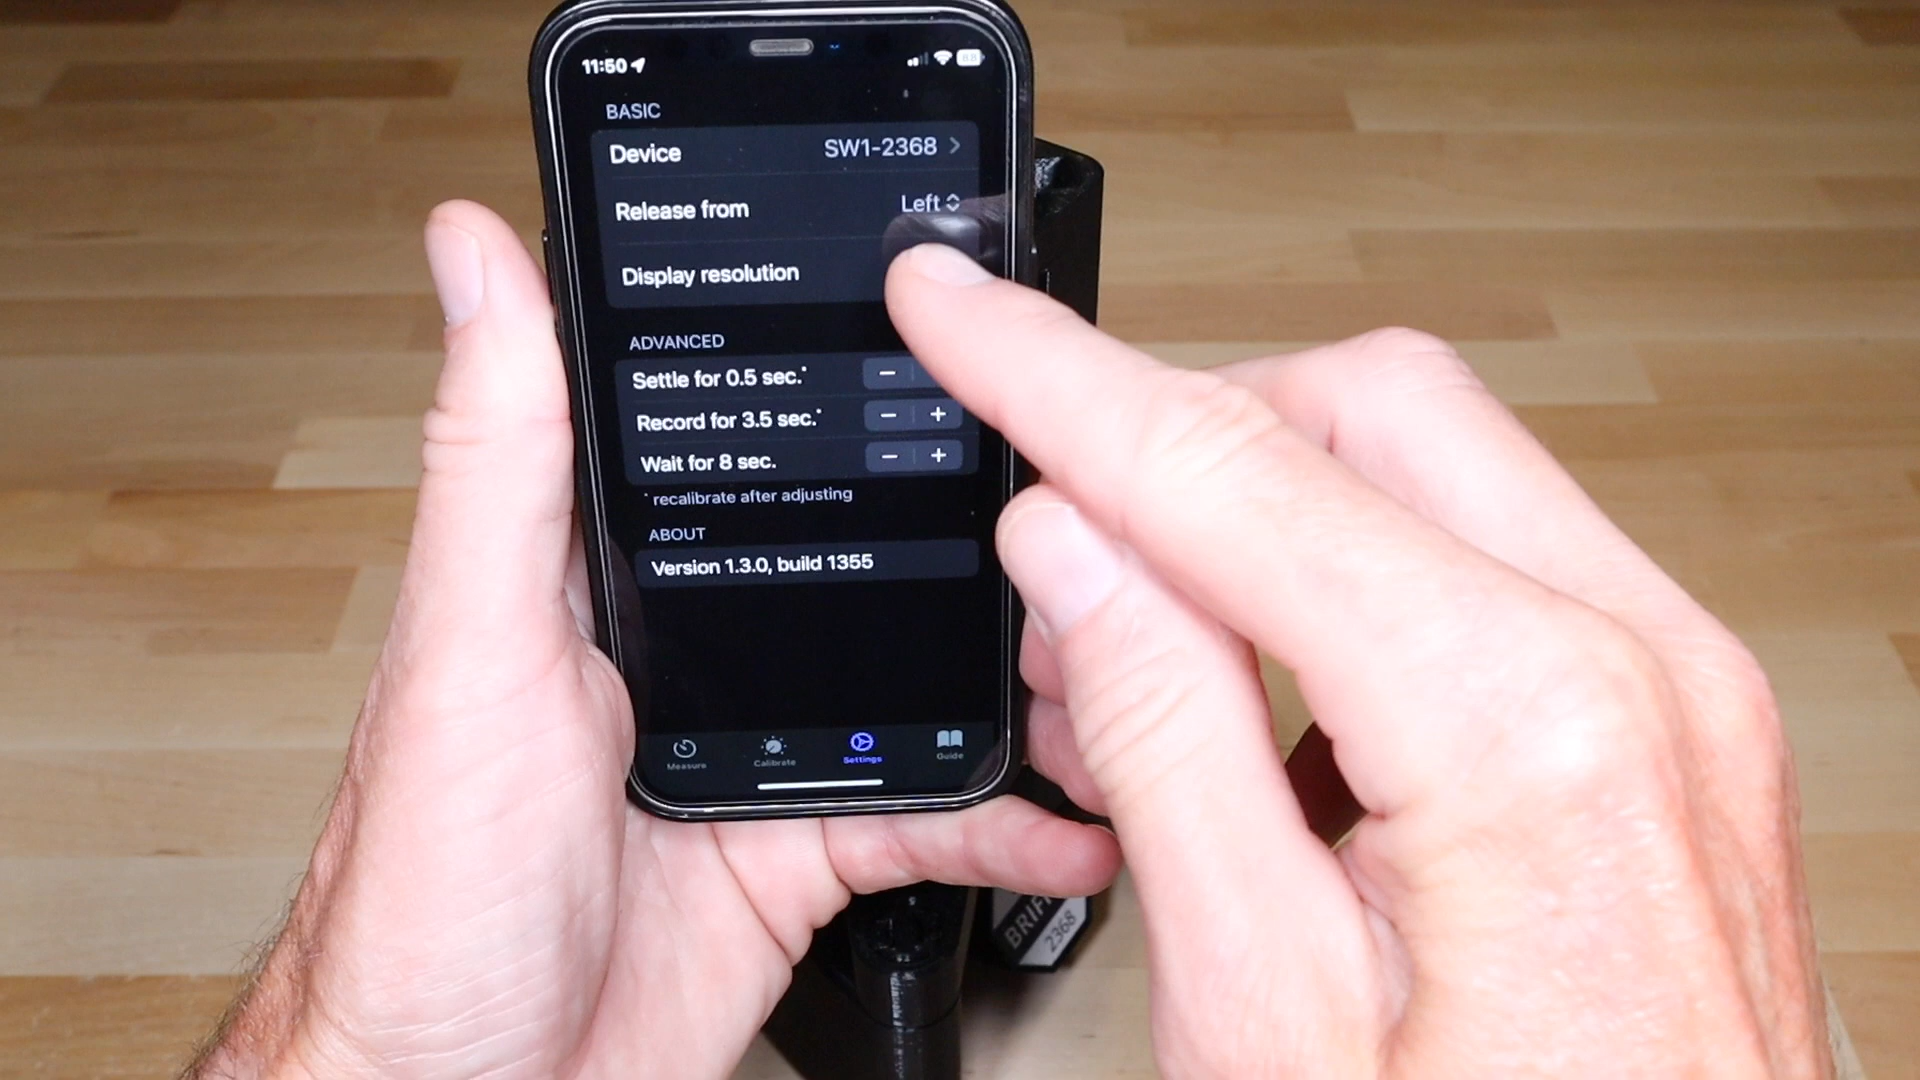 11:50
BASIC
Device SW1-2368
Release from Left
Display resolution
ADVANCED
Settle for 0.5 sec.* −
Record for 3.5 sec.* − +
Wait for 8 sec. − +
* recalibrate after adjusting
ABOUT
Version 1.3.0, build 1355
Measure Calibrate Settings Guide
2368